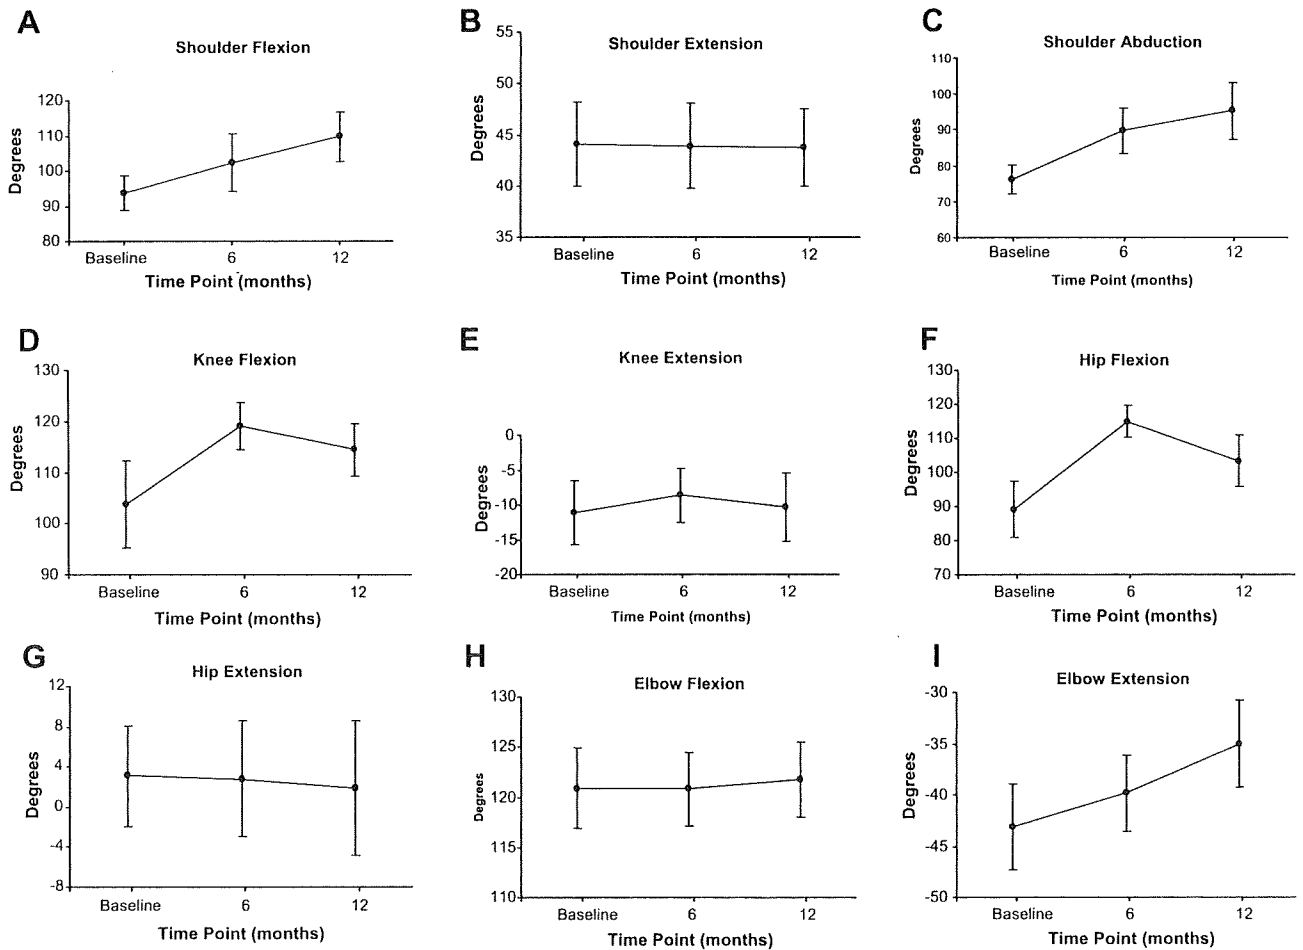 A
Shoulder Flexion
120
110
100
90
80
Degrees
Baseline 6 12
Time Point (months)
B
Shoulder Extension
55
50
45
40
35
Degrees
Baseline 6 12
Time Point (months)
C
Shoulder Abduction
110
100
90
80
70
60
Degrees
Baseline 6 12
Time Point (months)
D
Knee Flexion
130
120
110
100
90
Degrees
Baseline 6 12
Time Point (months)
E
Knee Extension
0
-5
-10
-15
-20
Degrees
Baseline 6 12
Time Point (months)
F
Hip Flexion
130
120
110
100
90
80
70
Degrees
Baseline 6 12
Time Point (months)
G
Hip Extension
12
8
4
0
-4
-8
Degrees
Baseline 6 12
Time Point (months)
H
Elbow Flexion
130
125
120
115
110
Degrees
Baseline 6 12
Time Point (months)
I
Elbow Extension
-30
-35
-40
-45
-50
Degrees
Baseline 6 12
Time Point (months)